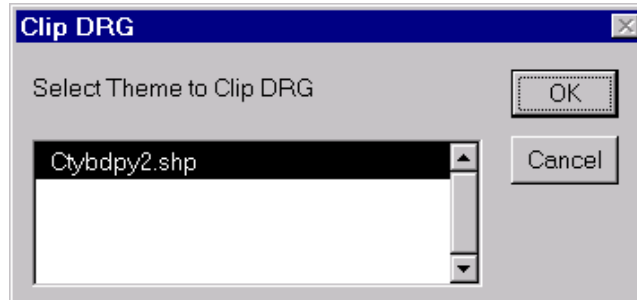 Clip DRG
Select Theme to Clip DRG
OK
Ctybdpy2.shp
Cancel